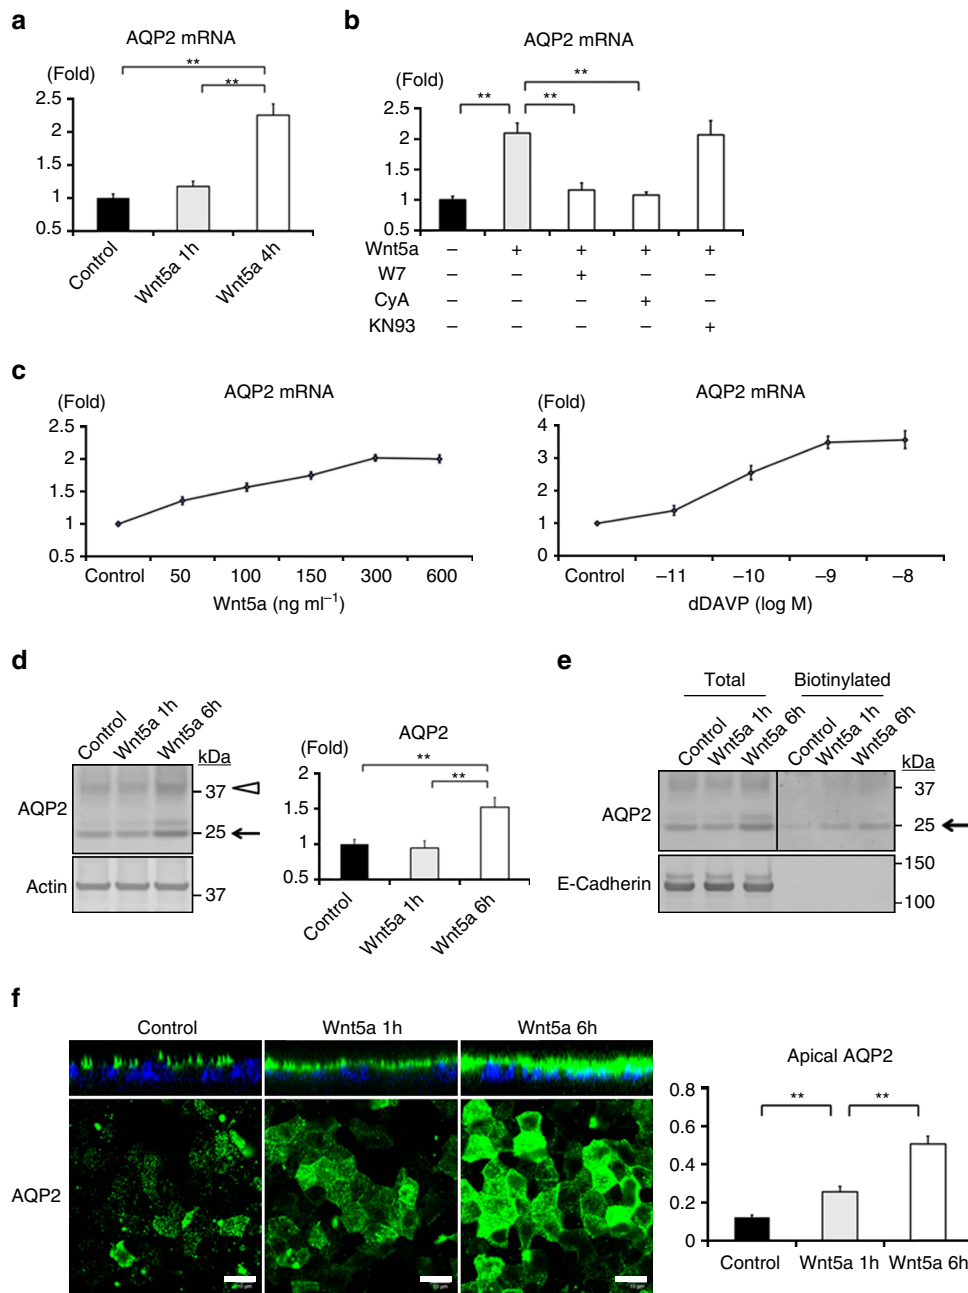 a
AQP2 mRNA
(Fold)
**
**
2.5
2
1.5
1
0.5
Control
Wnt5a 1h
Wnt5a 4h
b
AQP2 mRNA
(Fold)
**
** **
2.5
2
1.5
1
0.5
Wnt5a – + + + +
W7 – – + – –
CyA – – – + –
KN93 – – – – +
c
AQP2 mRNA
(Fold)
2.5
2
1.5
1
0.5
Control 50 100 150 300 600
Wnt5a (ng ml–1)
AQP2 mRNA
(Fold)
4
3
2
1
0
Control –11 –10 –9 –8
dDAVP (log M)
d
Control
Wnt5a 1h
Wnt5a 6h
kDa
AQP2
37
25
Actin
37
AQP2
(Fold)
**
**
2
1.5
1
0.5
Control
Wnt5a 1h
Wnt5a 6h
e
Total Biotinylated
Control
Wnt5a 1h
Wnt5a 6h
Control
Wnt5a 1h
Wnt5a 6h
kDa
AQP2
37
25
E-Cadherin
150
100
f
Control Wnt5a 1h Wnt5a 6h
AQP2
10 µm
10 µm
10 µm
Apical AQP2
** **
0.8
0.6
0.4
0.2
0
Control Wnt5a 1h Wnt5a 6h